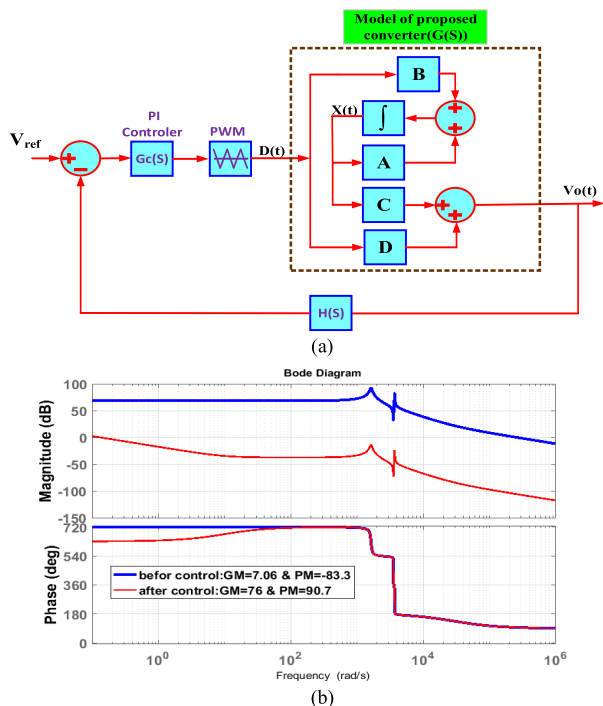 Model of proposed
converter(G(S))
B
X(t)
∫
PI
Controler
PWM
V_ref
Gc(S)
D(t)
A
C
Vo(t)
D
H(S)
(a)
Bode Diagram
Magnitude (dB)
100
50
0
-50
-100
-150
Phase (deg)
720
540
360
180
0
befor control:GM=7.06 & PM=-83.3
after control:GM=76 & PM=90.7
10^0
10^2
10^4
10^6
Frequency (rad/s)
(b)